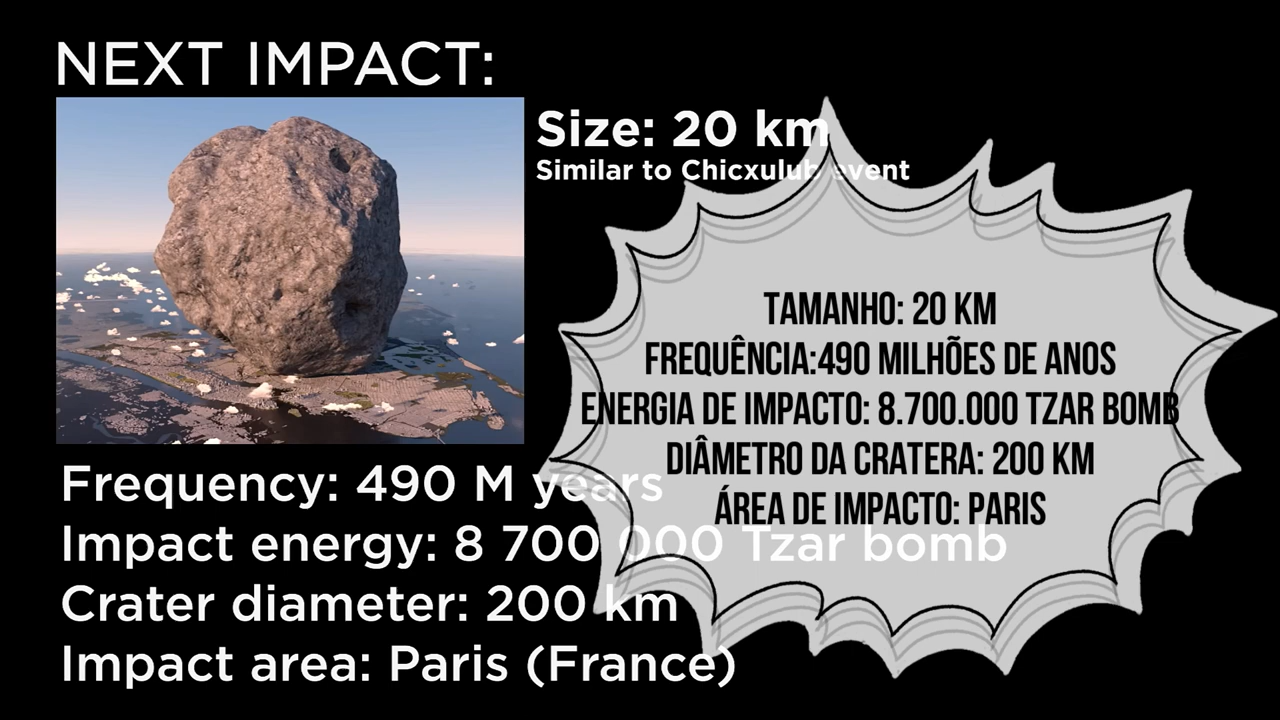 NEXT IMPACT:
Size: 20 km
Similar to Chicxulub event
Frequency: 490 M years
Impact energy: 8 700 000 Tzar bomb
Crater diameter: 200 km
Impact area: Paris (France)
TAMANHO: 20 KM
FREQUÊNCIA:490 MILHÕES DE ANOS
ENERGIA DE IMPACTO: 8.700.000 TZAR BOMB
DIÂMETRO DA CRATERA: 200 KM
ÁREA DE IMPACTO: PARIS